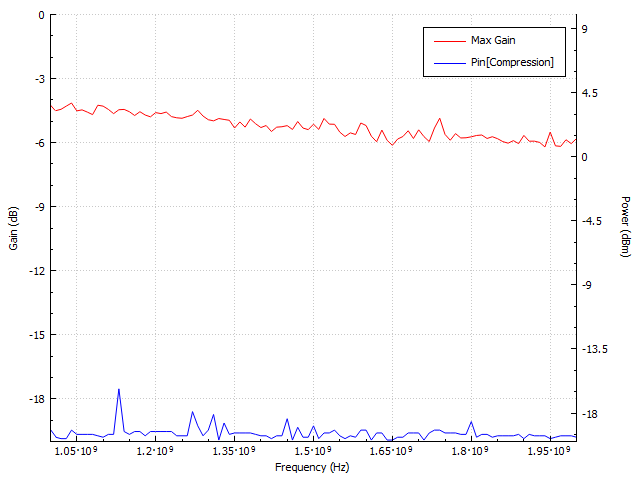 0
-3
-6
-9
-12
-15
-18
Gain (dB)
Max Gain
Pin[Compression]
9
4.5
0
-4.5
-9
-13.5
-18
Power (dBm)
1.05·10⁹ 1.2·10⁹ 1.35·10⁹ 1.5·10⁹ 1.65·10⁹ 1.8·10⁹ 1.95·10⁹
Frequency (Hz)